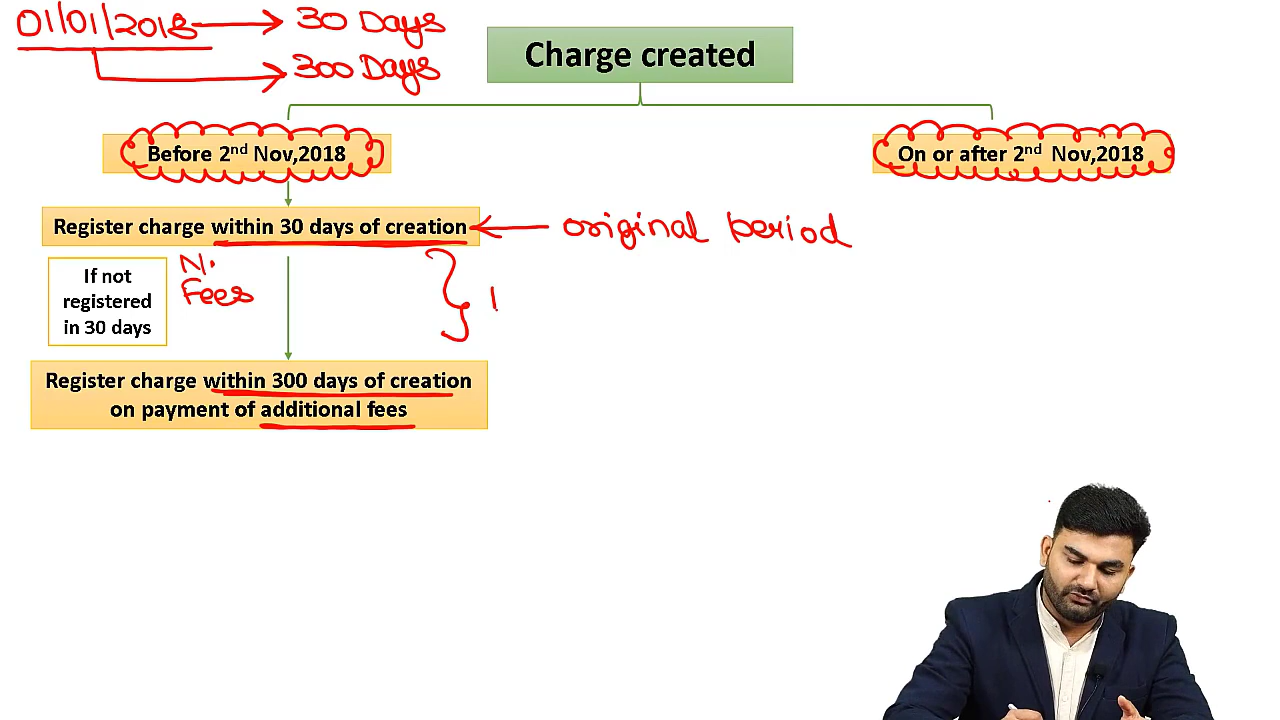 01/01/2018 → 30 Days
300 Days
Charge created
Before 2nd Nov,2018
On or after 2nd Nov,2018
Register charge within 30 days of creation
original period
If not
registered
in 30 days
N.
Fees
Register charge within 300 days of creation
on payment of additional fees